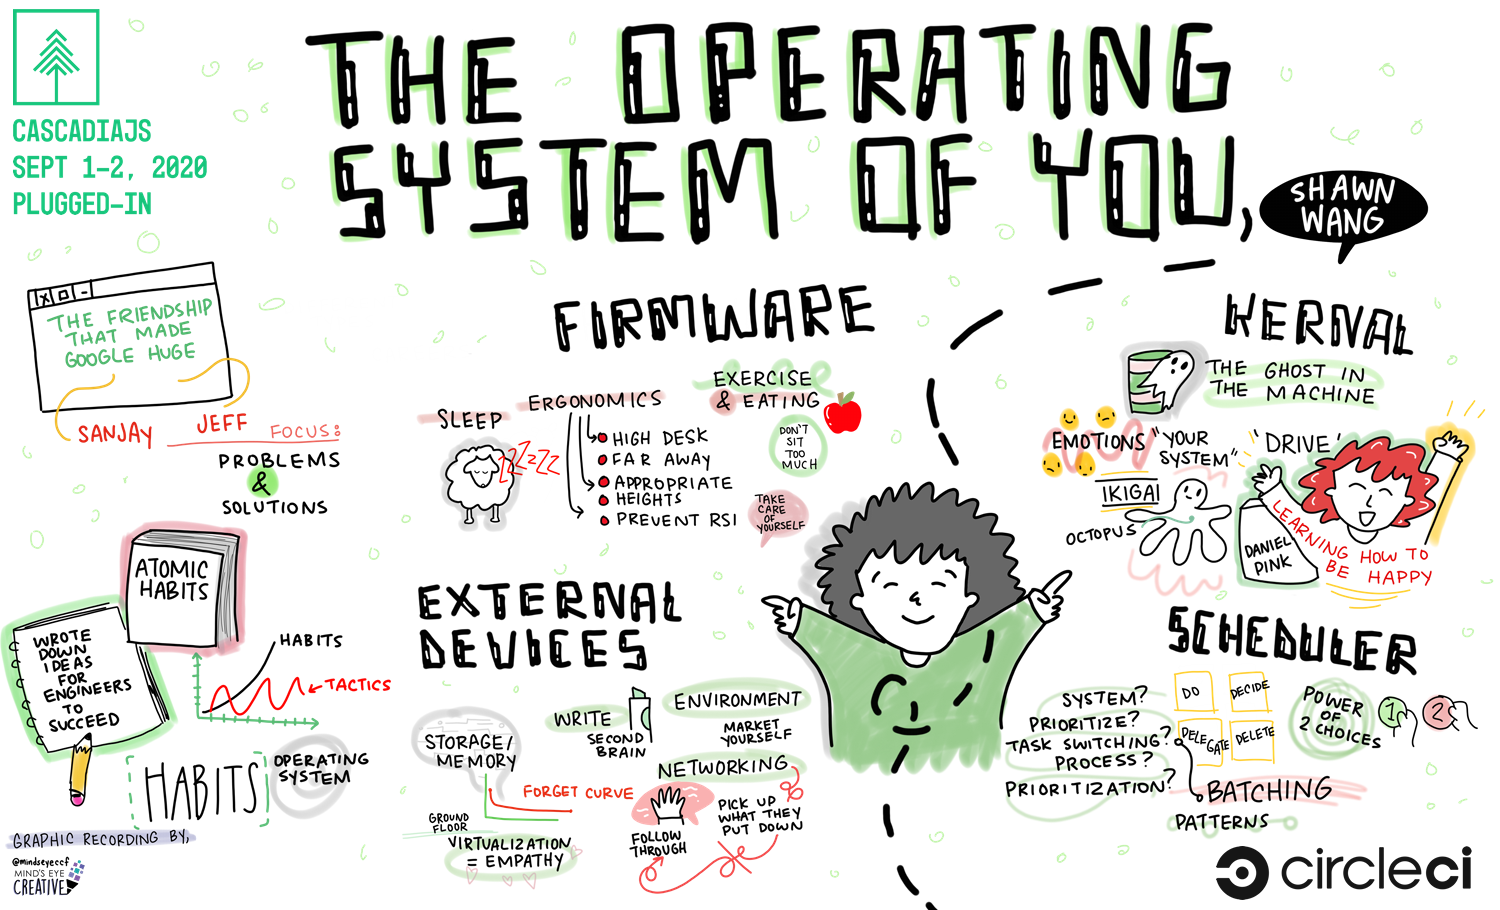 CASCADIAJS
SEPT 1-2, 2020
PLUGGED-IN
THE OPERATING
SYSTEM OF YOU,
SHAWN
WANG
X
THE FRIENDSHIP
THAT MADE
GOOGLE HUGE
SANJAY
JEFF
FOCUS:
PROBLEMS
&
SOLUTIONS
ATOMIC
HABITS
WROTE
DOWN
IDEAS
FOR
ENGINEERS
TO
SUCCEED
HABITS
TACTICS
[HABITS]
OPERATING
SYSTEM
GRAPHIC RECORDING BY,
@mindseyeccf
MIND'S EYE
CREATIVE
FIRMWARE
SLEEP
ZZZZZZ
ERGONOMICS
HIGH DESK
FAR AWAY
APPROPRIATE
HEIGHTS
PREVENT RSI
EXERCISE
& EATING
DON'T
SIT
TOO
MUCH
TAKE
CARE
OF
YOURSELF
EXTERNAL
DEVICES
STORAGE/
MEMORY
FORGET CURVE
GROUND
FLOOR
VIRTUALIZATION
= EMPATHY
WRITE
SECOND
BRAIN
ENVIRONMENT
MARKET
YOURSELF
NETWORKING
FOLLOW
THROUGH
PICK UP
WHAT THEY
PUT DOWN
KERNAL
THE GHOST IN
THE MACHINE
EMOTIONS
"YOUR
SYSTEM"
IKIGAI
OCTOPUS
'DRIVE'
DANIEL
PINK
LEARNING HOW TO
BE HAPPY
SCHEDULER
SYSTEM?
PRIORITIZE?
TASK SWITCHING?
PROCESS?
PRIORITIZATION?
DO
DECIDE
DELEGATE
DELETE
POWER
OF
2 CHOICES
1
2
BATCHING
PATTERNS
circleci